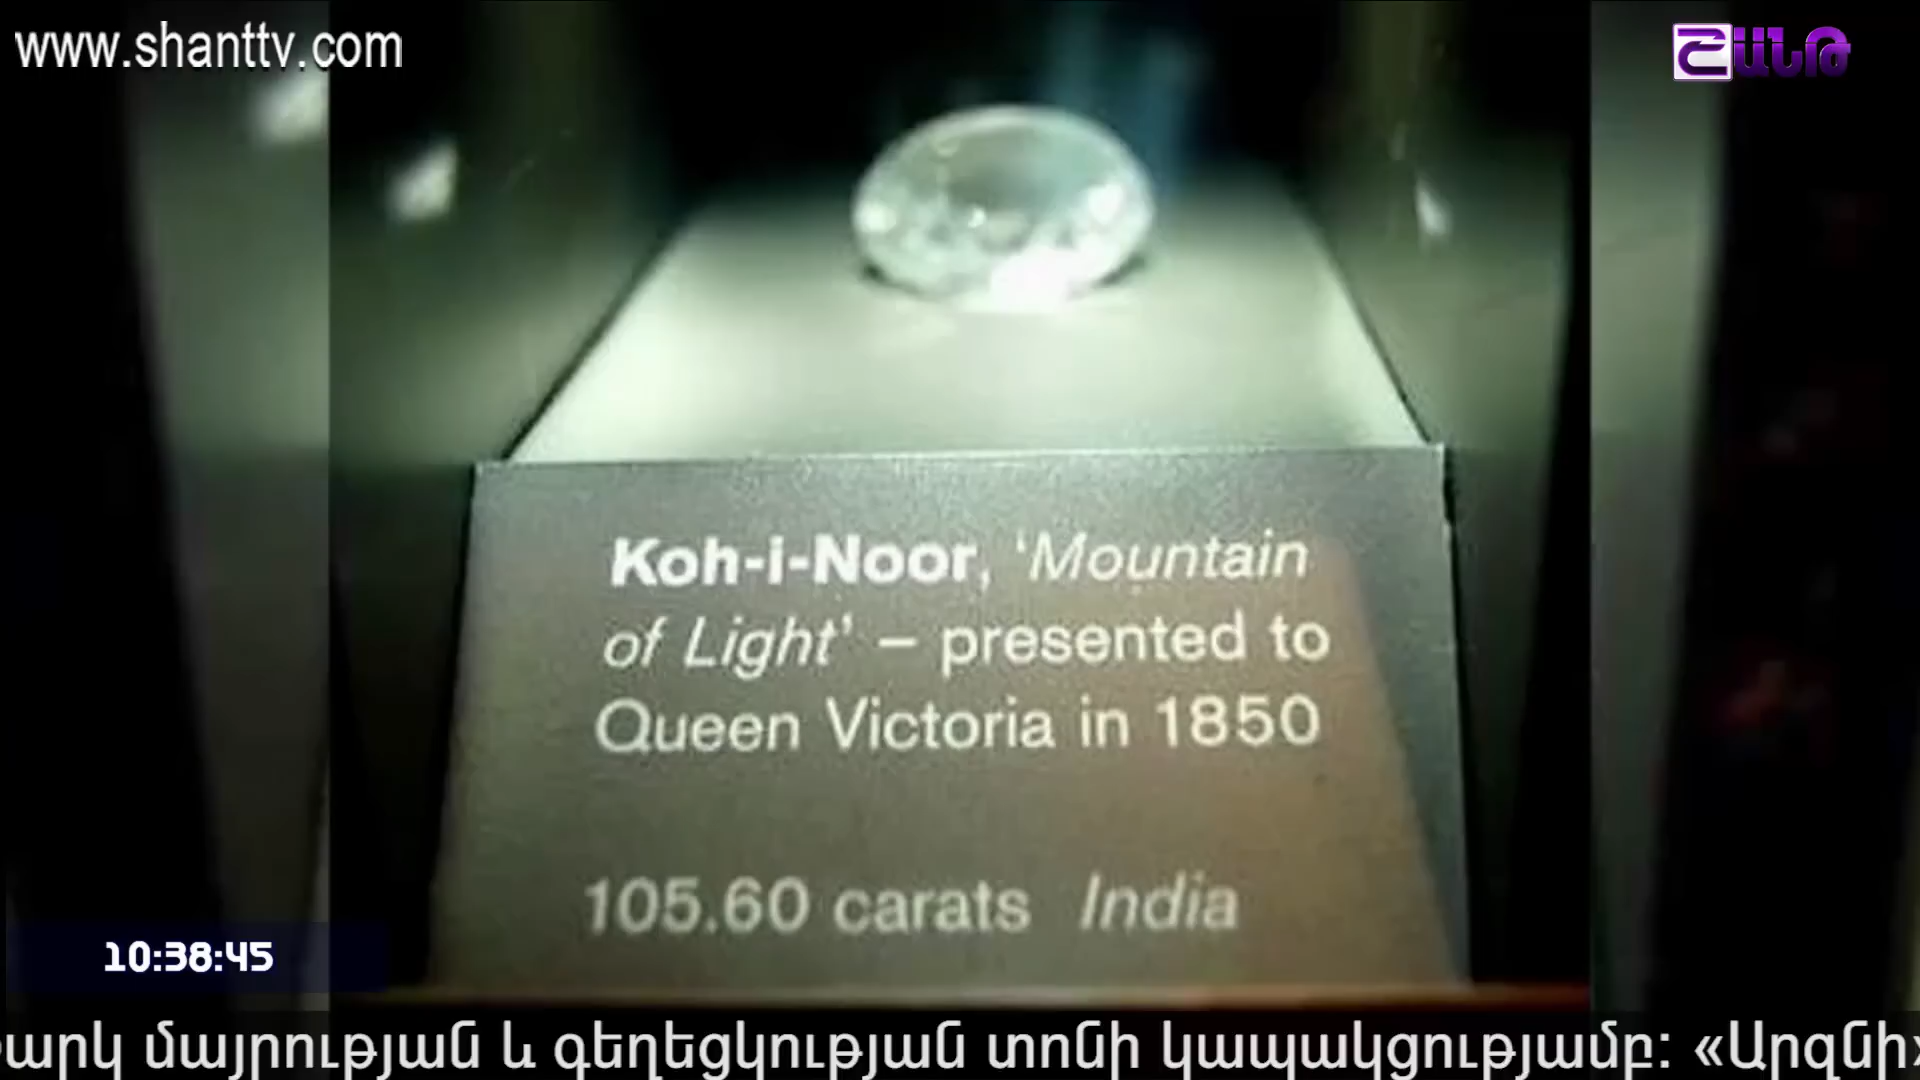 www.shanttv.com
ՇԱՆԹ
Koh-i-Noor, ‘Mountain
of Light’ – presented to
Queen Victoria in 1850
105.60 carats India
10:38:45
մայրության և գեղեցկության տոնի կապակցությամբ: «Արզնի»